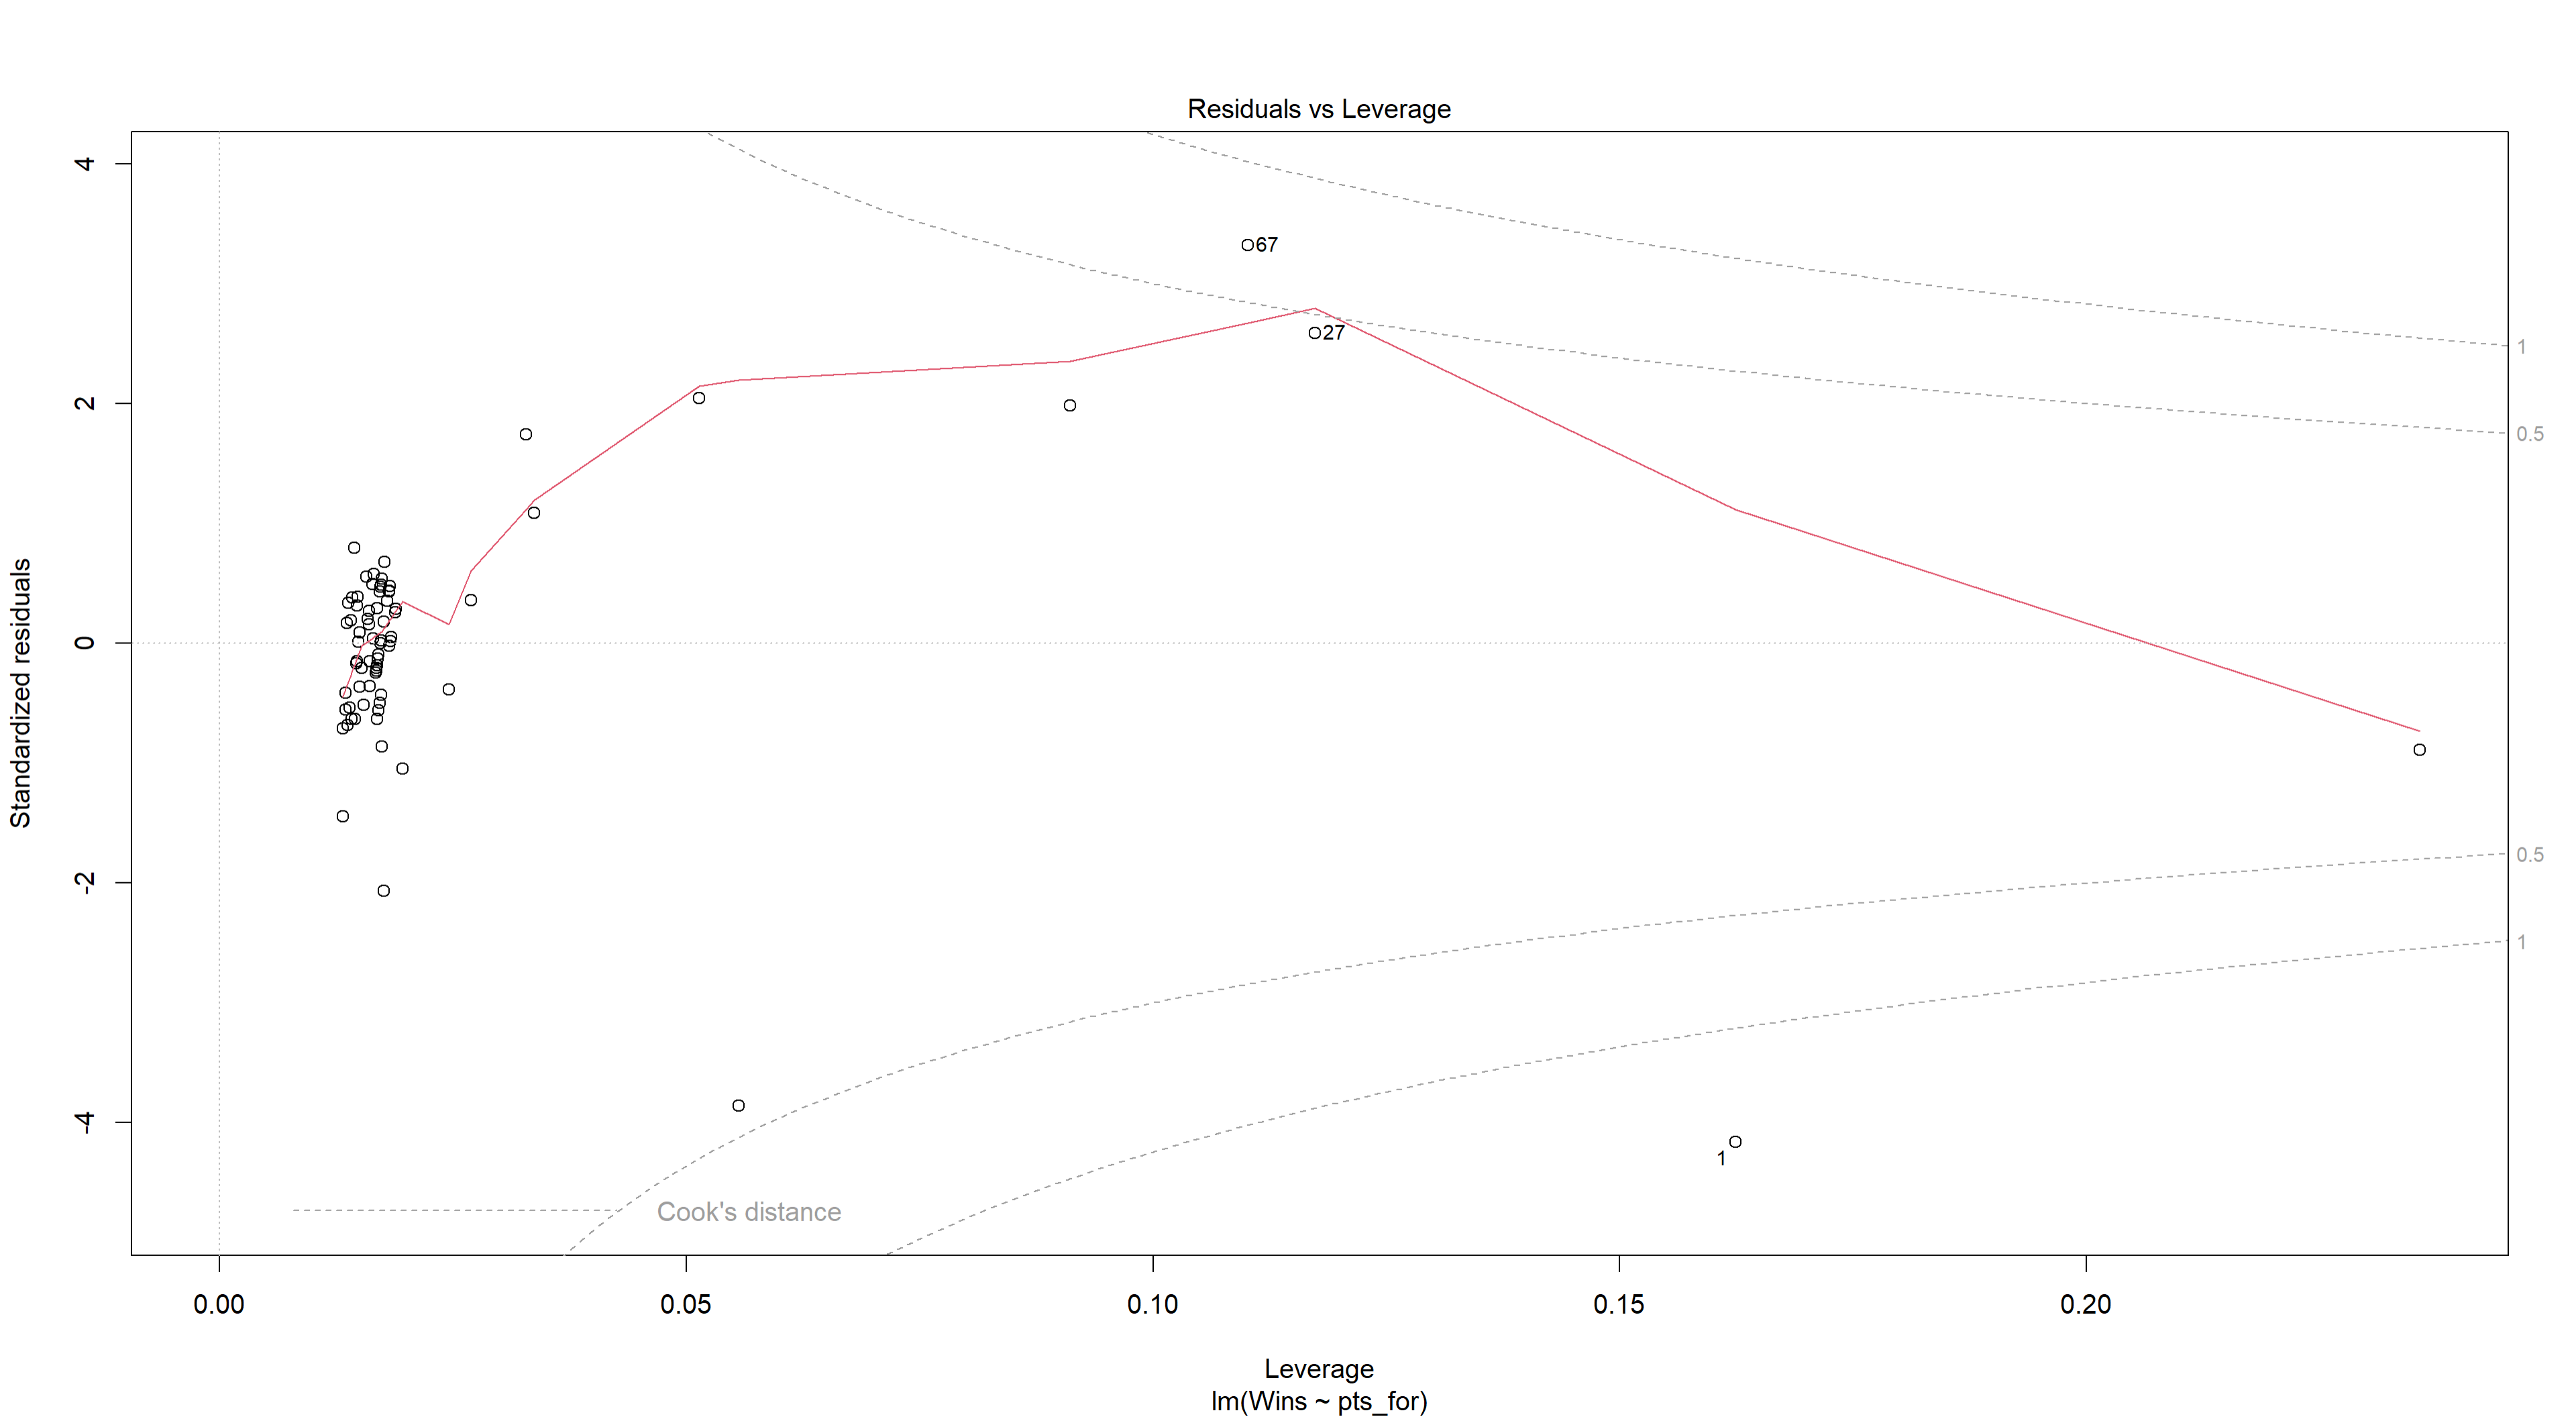 Residuals vs Leverage
4
2
0
-2
-4
Standardized residuals
67
27
1
1
0.5
0.5
1
Cook's distance
0.00 0.05 0.10 0.15 0.20
Leverage
lm(Wins ~ pts_for)